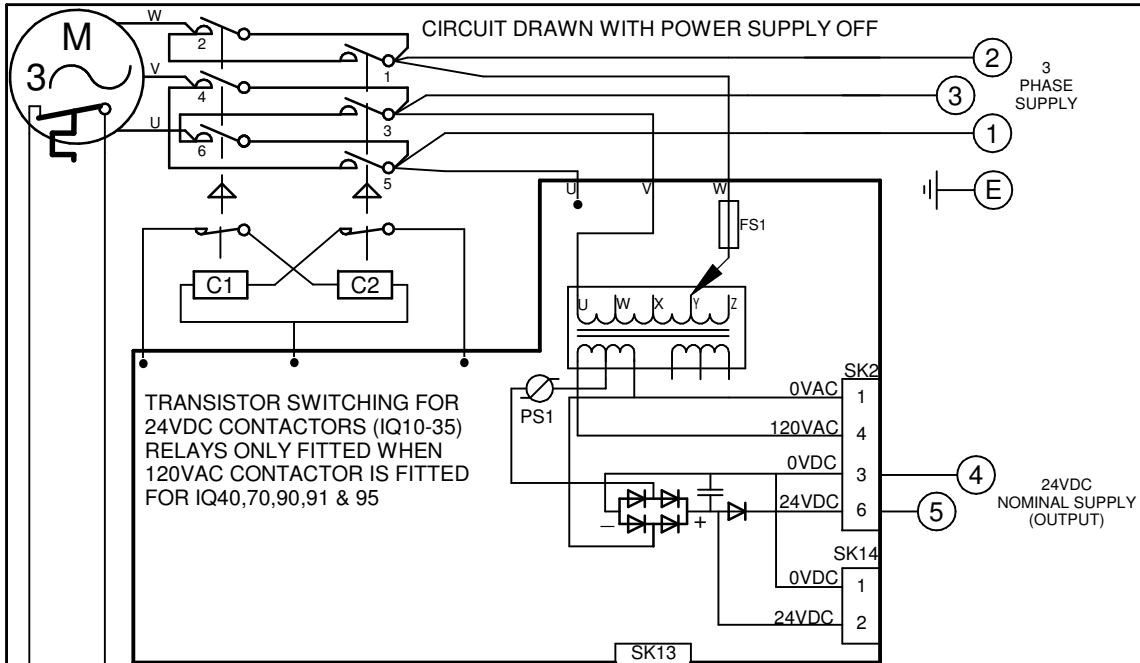 CIRCUIT DRAWN WITH POWER SUPPLY OFF
M
3
W
V
U
2
4
6
1
3
5
2
3
1
3
PHASE
SUPPLY
E
U
V
W
FS1
C1
C2
U
W
X
Y
Z
TRANSISTOR SWITCHING FOR
24VDC CONTACTORS (IQ10-35)
RELAYS ONLY FITTED WHEN
120VAC CONTACTOR IS FITTED
FOR IQ40,70,90,91 & 95
PS1
SK2
0VAC 1
120VAC 4
0VDC 3
24VDC 6
− +
4
5
24VDC
NOMINAL SUPPLY
(OUTPUT)
SK14
0VDC 1
24VDC 2
SK13